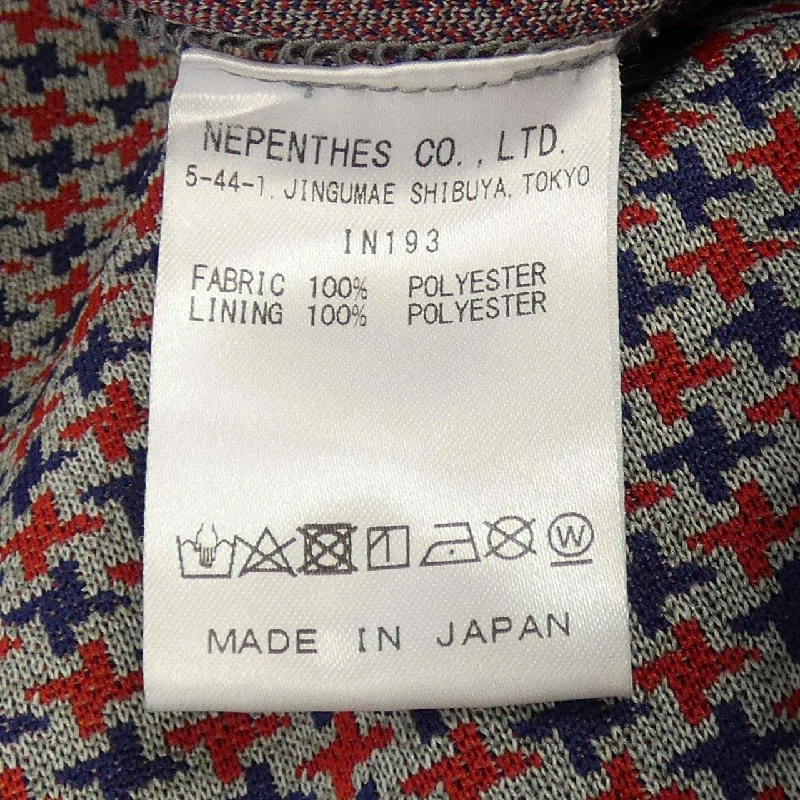 NEPENTHES CO., LTD.
5-44-1, JINGUMAE SHIBUYA, TOKYO
IN193
FABRIC 100% POLYESTER
LINING 100% POLYESTER
W
MADE IN JAPAN